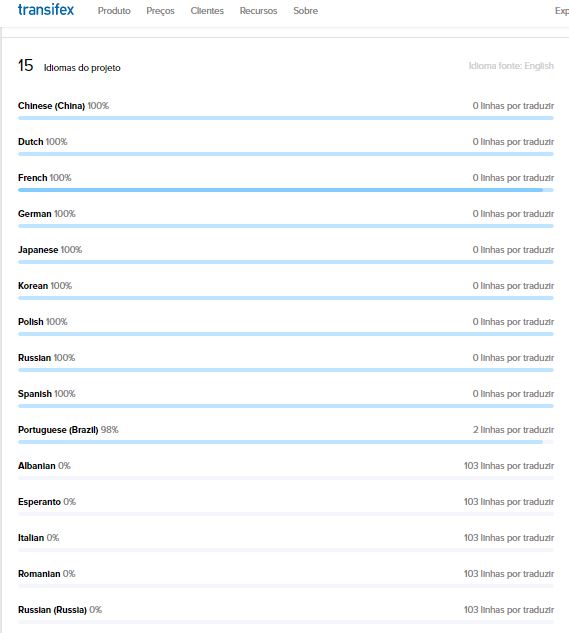 transifex Produto Preços Clientes Recursos Sobre Exp
15 Idiomas do projeto Idioma fonte: English
Chinese (China) 100% 0 linhas por traduzir
Dutch 100% 0 linhas por traduzir
French 100% 0 linhas por traduzir
German 100% 0 linhas por traduzir
Japanese 100% 0 linhas por traduzir
Korean 100% 0 linhas por traduzir
Polish 100% 0 linhas por traduzir
Russian 100% 0 linhas por traduzir
Spanish 100% 0 linhas por traduzir
Portuguese (Brazil) 98% 2 linhas por traduzir
Albanian 0% 103 linhas por traduzir
Esperanto 0% 103 linhas por traduzir
Italian 0% 103 linhas por traduzir
Romanian 0% 103 linhas por traduzir
Russian (Russia) 0% 103 linhas por traduzir